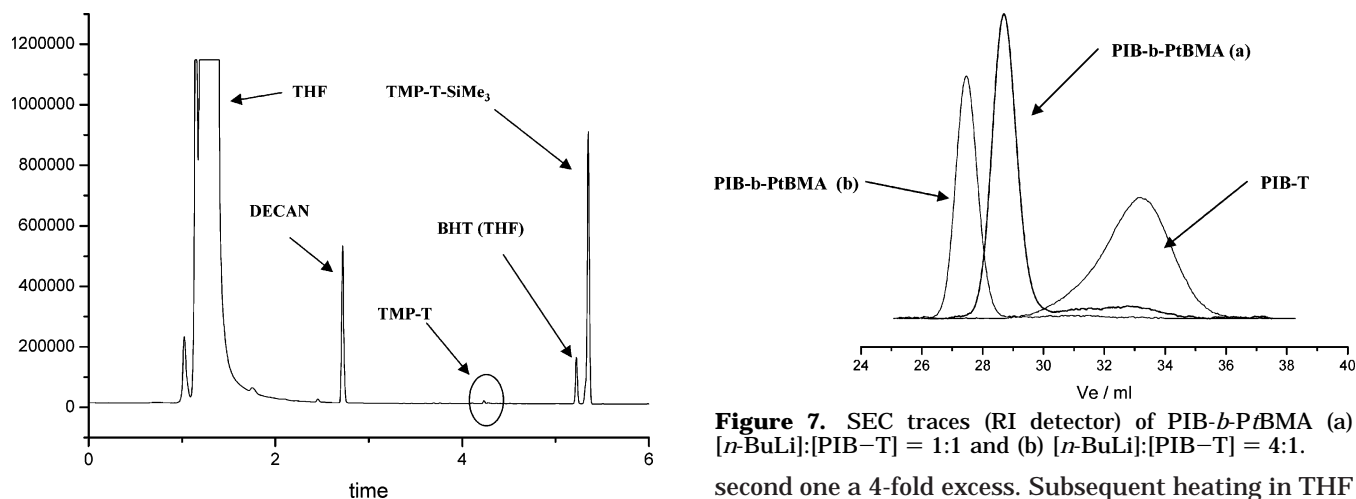 1200000
1000000
800000
600000
400000
200000
0
THF
TMP-T-SiMe3
DECAN
BHT (THF)
TMP-T
0 2 4 6
time
PIB-b-PtBMA (a)
PIB-b-PtBMA (b)
PIB-T
24 26 28 30 32 34 36 38 40
Ve / ml
Figure 7. SEC traces (RI detector) of PIB-b-PtBMA (a)
[n-BuLi]:[PIB−T] = 1:1 and (b) [n-BuLi]:[PIB−T] = 4:1.
second one a 4-fold excess. Subsequent heating in THF